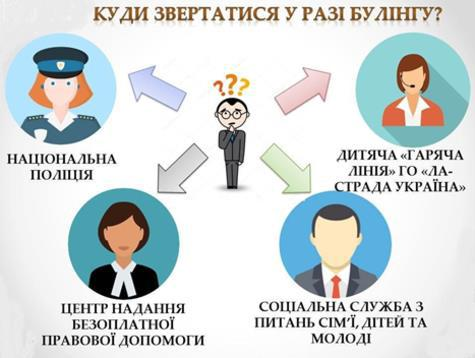 КУДИ ЗВЕРТАТИСЯ У РАЗІ БУЛІНГУ?
???
НАЦІОНАЛЬНА
ПОЛІЦІЯ
ДИТЯЧА «ГАРЯЧА
ЛІНІЯ» ГО «ЛА-
СТРАДА УКРАЇНА»
ЦЕНТР НАДАННЯ
БЕЗОПЛАТНОЇ
ПРАВОВОЇ ДОПОМОГИ
СОЦІАЛЬНА СЛУЖБА З
ПИТАНЬ СІМ'Ї, ДІТЕЙ ТА
МОЛОДІ